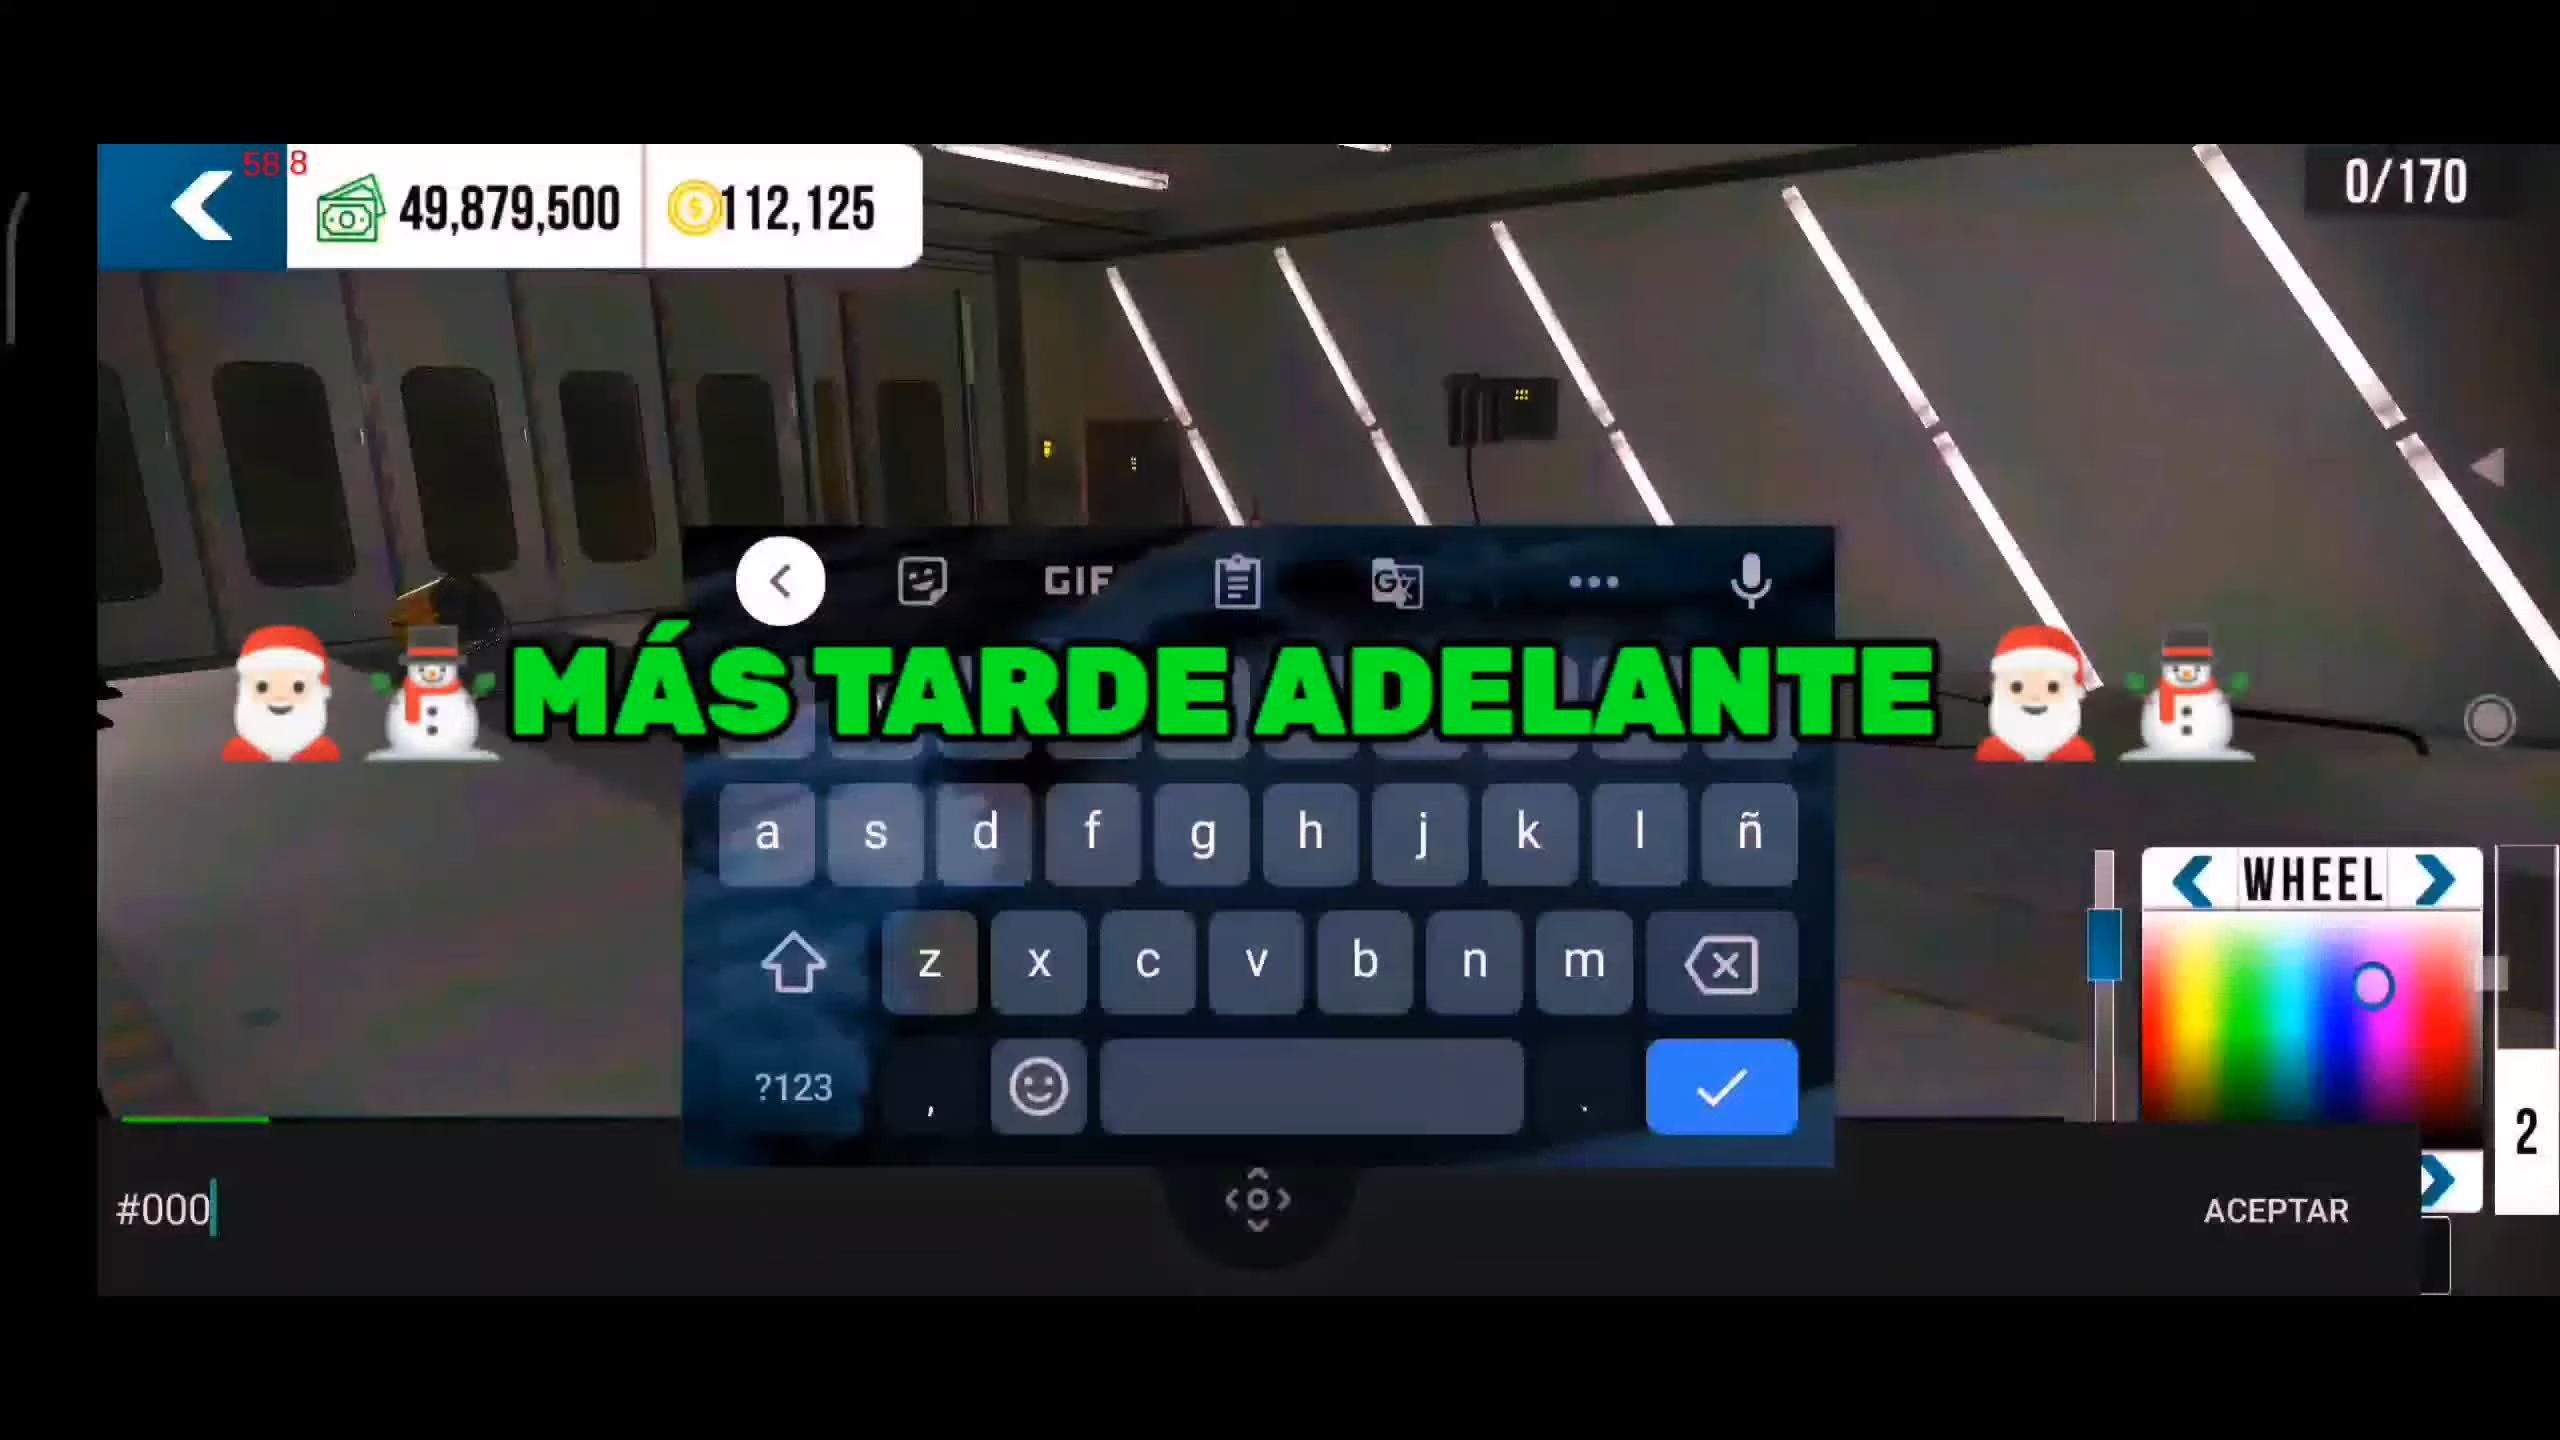 58.8
49,879,500
112,125
0/170
GIF
MÁS TARDE ADELANTE
a s d f g h j k l ñ
WHEEL
z x c v b n m
?123 , .
2
#000
ACEPTAR